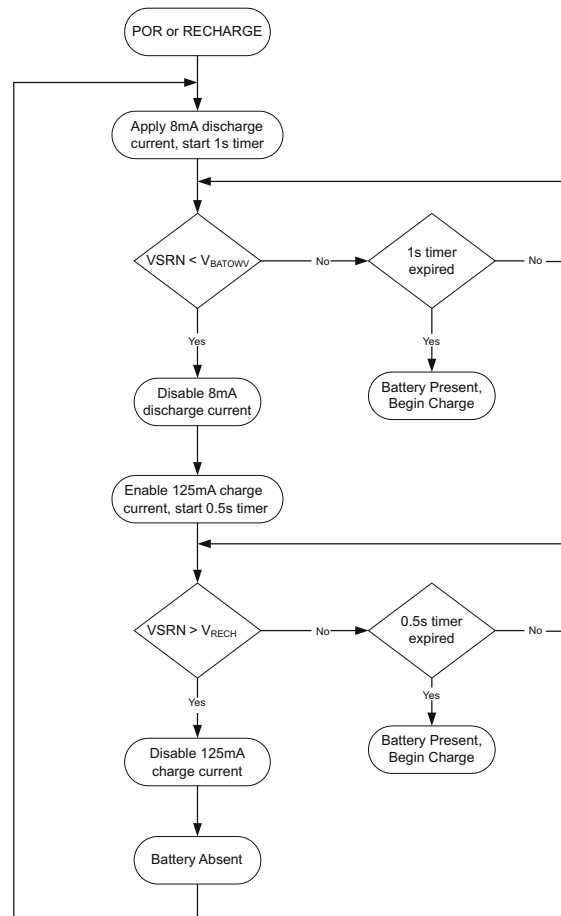 POR or RECHARGE
Apply 8mA discharge
current, start 1s timer
VSRN < VBATOWV
No
1s timer
expired
No
Yes
Yes
Disable 8mA
discharge current
Battery Present,
Begin Charge
Enable 125mA charge
current, start 0.5s timer
VSRN > VRECH
No
0.5s timer
expired
No
Yes
Yes
Disable 125mA
charge current
Battery Present,
Begin Charge
Battery Absent